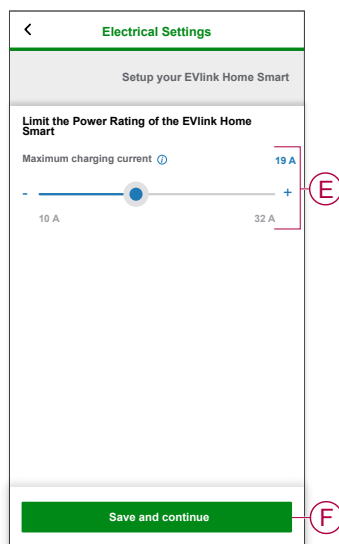 Electrical Settings
Setup your EVlink Home Smart
Limit the Power Rating of the EVlink Home
Smart
Maximum charging current i
19 A
- +
10 A 32 A
E
Save and continue
F